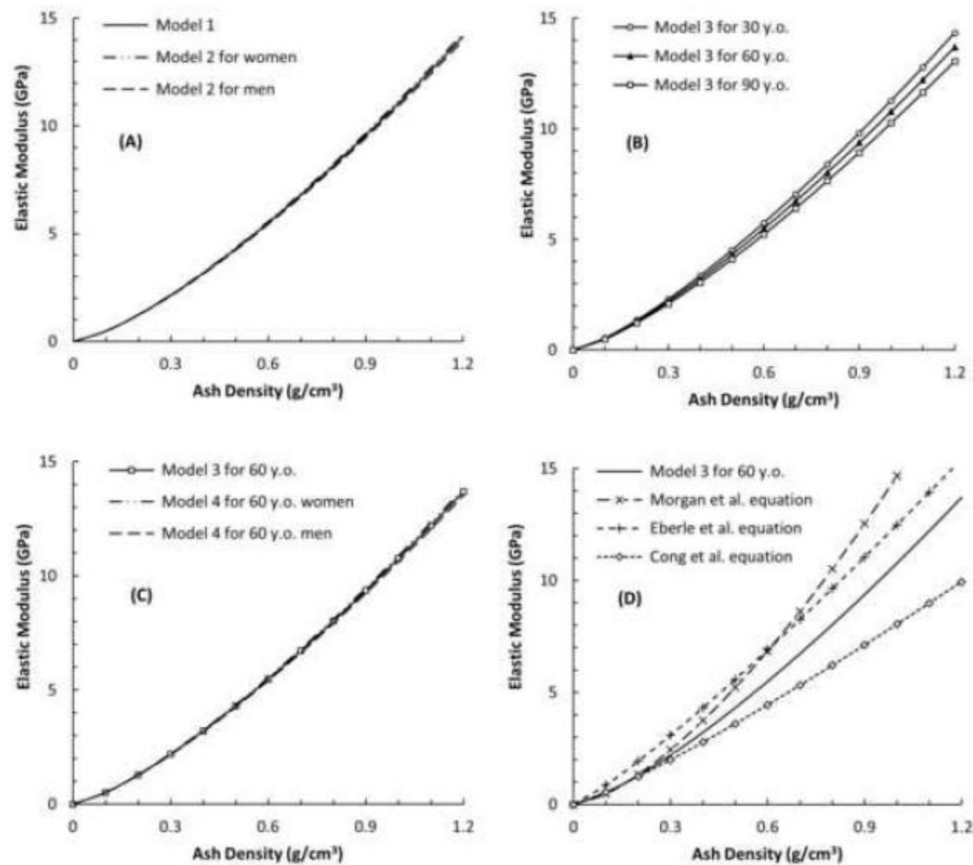 15
Model 1
Model 2 for women
Model 2 for men
10
(A)
Elastic Modulus (GPa)
5
0
0 0.3 0.6 0.9 1.2
Ash Density (g/cm³)
15
Model 3 for 30 y.o.
Model 3 for 60 y.o.
Model 3 for 90 y.o.
10
(B)
Elastic Modulus (GPa)
5
0
0 0.3 0.6 0.9 1.2
Ash Density (g/cm³)
15
Model 3 for 60 y.o.
Model 4 for 60 y.o. women
Model 4 for 60 y.o. men
10
(C)
Elastic Modulus (GPa)
5
0
0 0.3 0.6 0.9 1.2
Ash Density (g/cm³)
15
Model 3 for 60 y.o.
Morgan et al. equation
Eberle et al. equation
Cong et al. equation
10
(D)
Elastic Modulus (GPa)
5
0
0 0.3 0.6 0.9 1.2
Ash Density (g/cm³)